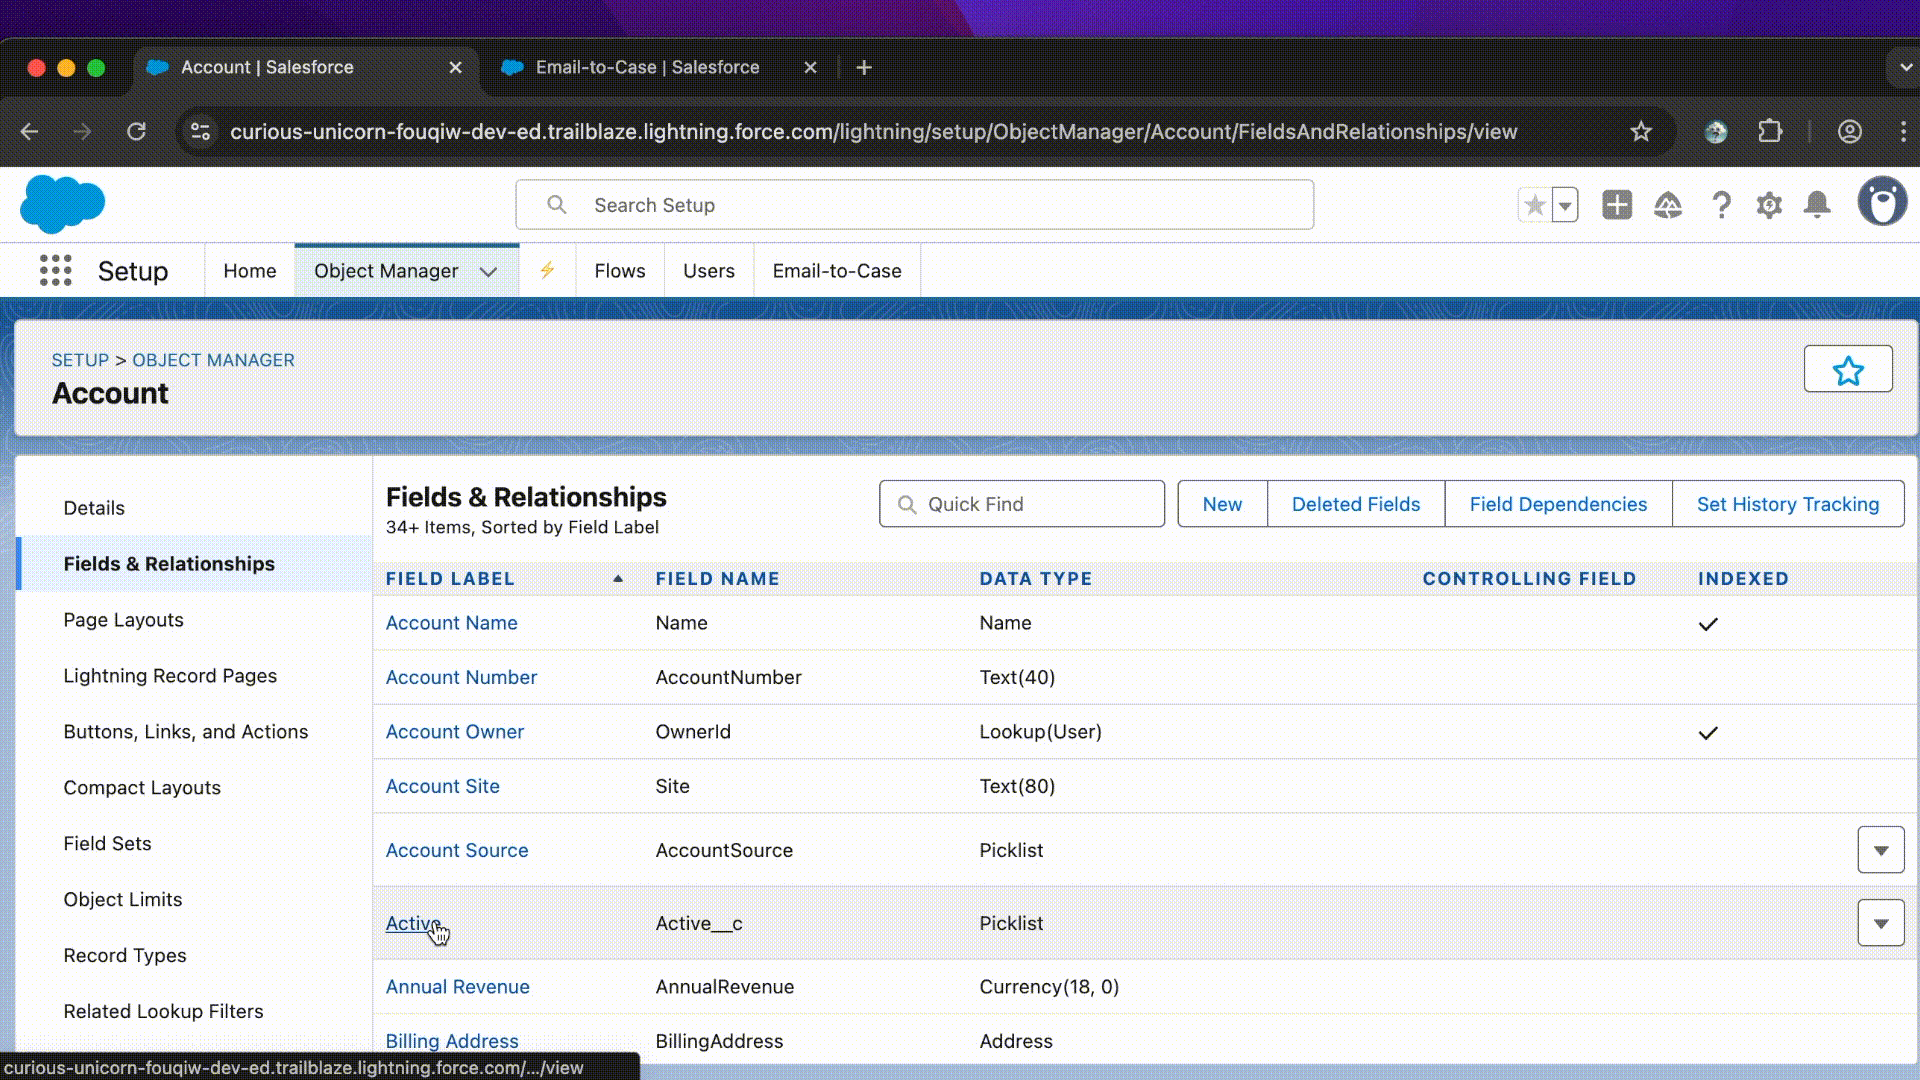 Account | Salesforce
Email-to-Case | Salesforce
curious-unicorn-fouqiw-dev-ed.trailblaze.lightning.force.com/lightning/setup/ObjectManager/Account/FieldsAndRelationships/view
Search Setup
Setup
Home
Object Manager
Flows
Users
Email-to-Case
SETUP > OBJECT MANAGER
Account
Details
Fields & Relationships
Page Layouts
Lightning Record Pages
Buttons, Links, and Actions
Compact Layouts
Field Sets
Object Limits
Record Types
Related Lookup Filters
Fields & Relationships
34+ Items, Sorted by Field Label
Quick Find
New
Deleted Fields
Field Dependencies
Set History Tracking
FIELD LABEL FIELD NAME DATA TYPE CONTROLLING FIELD INDEXED
Account Name Name Name
Account Number AccountNumber Text(40)
Account Owner OwnerId Lookup(User)
Account Site Site Text(80)
Account Source AccountSource Picklist
Active Active__c Picklist
Annual Revenue AnnualRevenue Currency(18, 0)
Billing Address BillingAddress Address
curious-unicorn-fouqiw-dev-ed.trailblaze.lightning.force.com/.../view